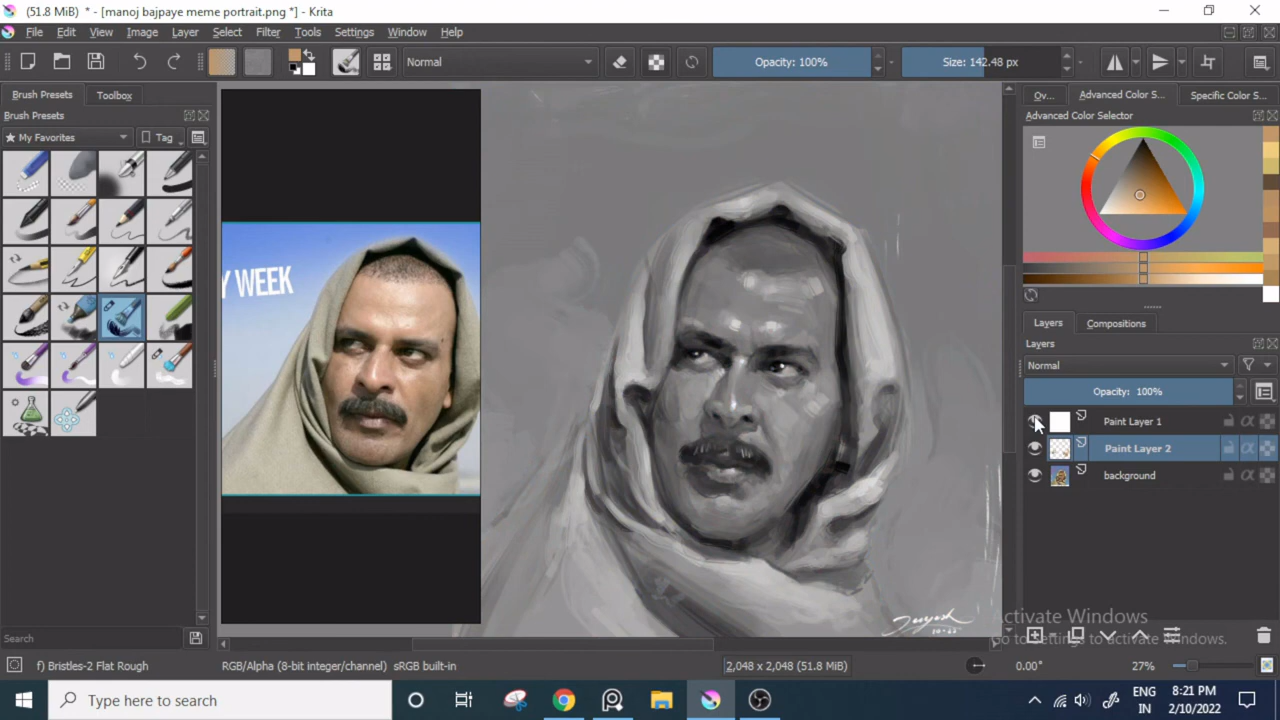 (51.8 MiB) * - [manoj bajpaye meme portrait.png *] - Krita
File Edit View Image Layer Select Filter Tools Settings Window Help
Normal
Opacity: 100%
Size: 142.48 px
Brush Presets
Toolbox
Brush Presets
★ My Favorites
Tag
Y WEEK
Search
Ov...
Advanced Color S...
Specific Color S...
Advanced Color Selector
Layers
Compositions
Layers
Normal
Opacity: 100%
Paint Layer 1
Paint Layer 2
background
Activate Windows
Go to Settings to activate Windows.
f) Bristles-2 Flat Rough
RGB/Alpha (8-bit integer/channel) sRGB built-in
2,048 x 2,048 (51.8 MiB)
0.00°
27%
Type here to search
ENG
IN
8:21 PM
2/10/2022